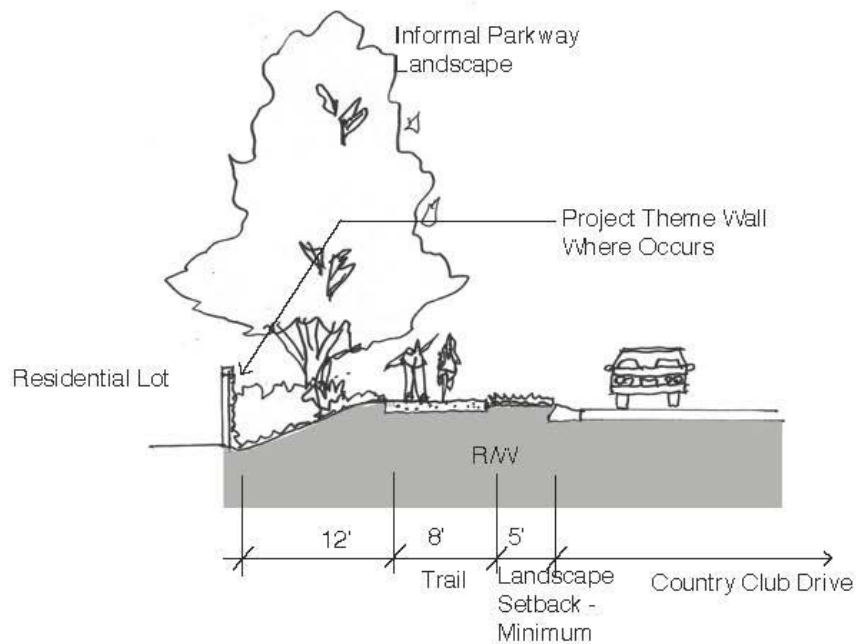 Informal Parkway
Landscape
Project Theme Wall
Where Occurs
Residential Lot
R/W
12'
8'
5'
Trail
Landscape
Setback -
Minimum
Country Club Drive